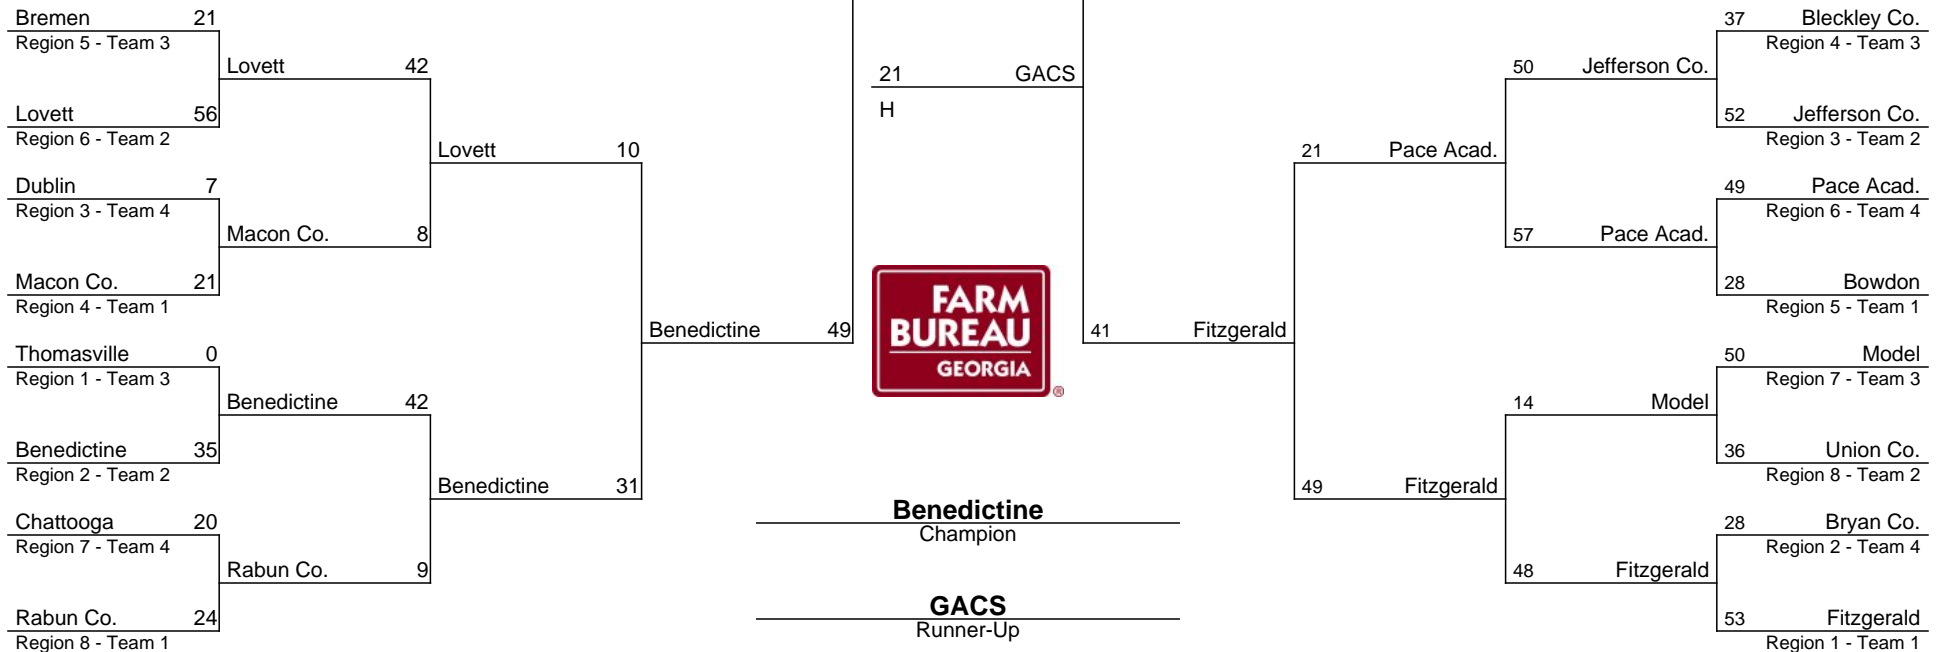 Bremen 21
Region 5 - Team 3
Lovett 42
Lovett 56
Region 6 - Team 2
Lovett 10
Dublin 7
Region 3 - Team 4
Macon Co. 8
Macon Co. 21
Region 4 - Team 1
Benedictine 49
Thomasville 0
Region 1 - Team 3
Benedictine 42
Benedictine 35
Region 2 - Team 2
Benedictine 31
Chattooga 20
Region 7 - Team 4
Rabun Co. 9
Rabun Co. 24
Region 8 - Team 1
21 GACS
H
FARM
BUREAU
GEORGIA
®
Benedictine
Champion
GACS
Runner-Up
37 Bleckley Co.
Region 4 - Team 3
50 Jefferson Co.
52 Jefferson Co.
Region 3 - Team 2
21 Pace Acad.
49 Pace Acad.
Region 6 - Team 4
57 Pace Acad.
28 Bowdon
Region 5 - Team 1
41 Fitzgerald
50 Model
Region 7 - Team 3
14 Model
36 Union Co.
Region 8 - Team 2
49 Fitzgerald
28 Bryan Co.
Region 2 - Team 4
48 Fitzgerald
53 Fitzgerald
Region 1 - Team 1